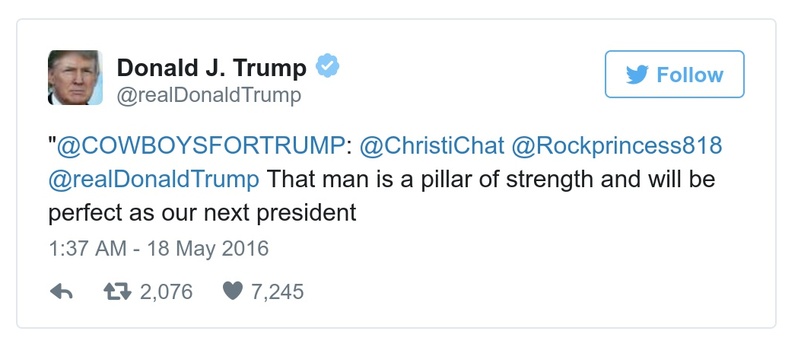 Donald J. Trump
@realDonaldTrump
Follow
"@COWBOYSFORTRUMP: @ChristiChat @Rockprincess818
@realDonaldTrump That man is a pillar of strength and will be
perfect as our next president
1:37 AM - 18 May 2016
2,076 7,245